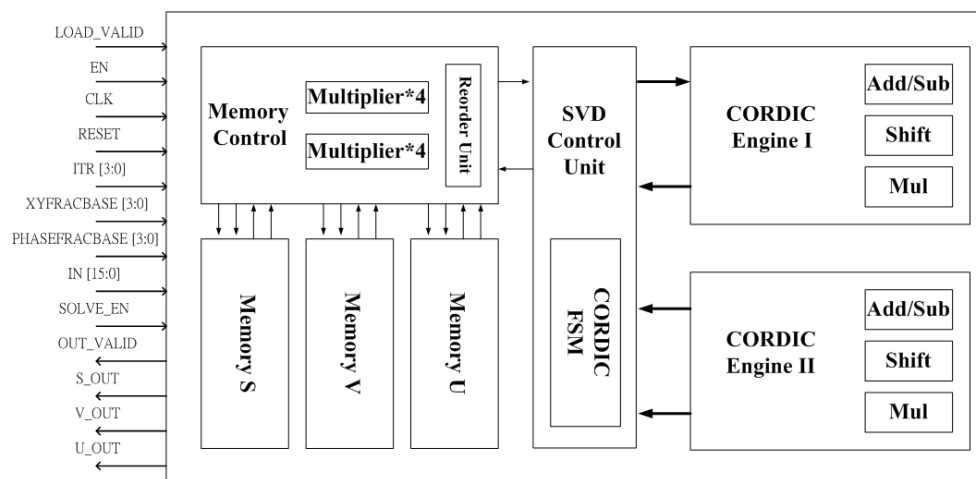 LOAD_VALID
EN
CLK
RESET
ITR [3:0]
XYFRACBASE [3:0]
PHASEFRACBASE [3:0]
IN [15:0]
SOLVE_EN
OUT_VALID
S_OUT
V_OUT
U_OUT
Memory
Control
Multiplier*4
Multiplier*4
Reorder Unit
Memory S
Memory V
Memory U
SVD
Control
Unit
CORDIC
FSM
CORDIC
Engine I
Add/Sub
Shift
Mul
CORDIC
Engine II
Add/Sub
Shift
Mul